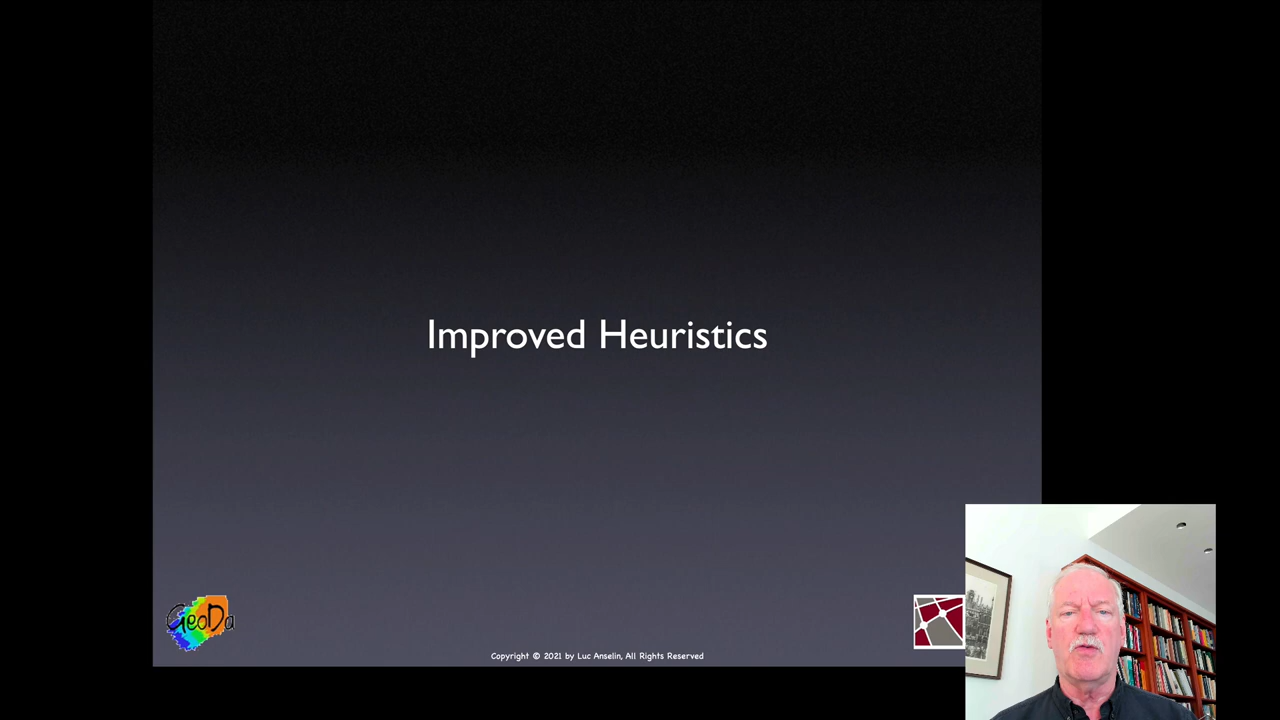 Improved Heuristics
GeoDa
Copyright © 2021 by Luc Anselin, All Rights Reserved